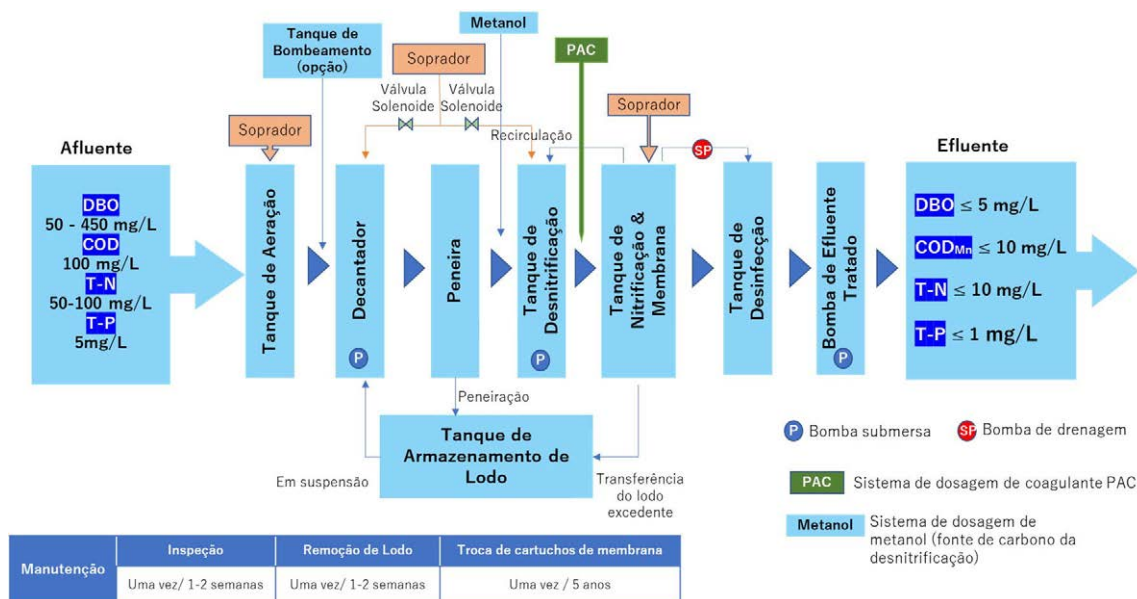 Metanol
Tanque de
Bombeamento
(opção)
Soprador
PAC
Válvula
Solenoide
Válvula
Solenoide
Soprador
Soprador
Recirculação
SP
Afluente
DBO
50 - 450 mg/L
COD
100 mg/L
T-N
50-100 mg/L
T-P
5mg/L
Tanque de Aeração
Decantador
P
Peneira
Tanque de
Desnitrificação
P
Tanque de
Nitrificação &
Membrana
Tanque de
Desinfecção
Bomba de Efluente
Tratado
P
Efluente
DBO ≤ 5 mg/L
CODMn ≤ 10 mg/L
T-N ≤ 10 mg/L
T-P ≤ 1 mg/L
Peneiração
Tanque de
Armazenamento de
Lodo
Em suspensão
Transferência
do lodo
excedente
P Bomba submersa
SP Bomba de drenagem
PAC Sistema de dosagem de coagulante PAC
Metanol Sistema de dosagem de
metanol (fonte de carbono da
desnitrificação)
Manutenção
Inspeção Remoção de Lodo Troca de cartuchos de membrana
Uma vez/ 1-2 semanas Uma vez/ 1-2 semanas Uma vez / 5 anos